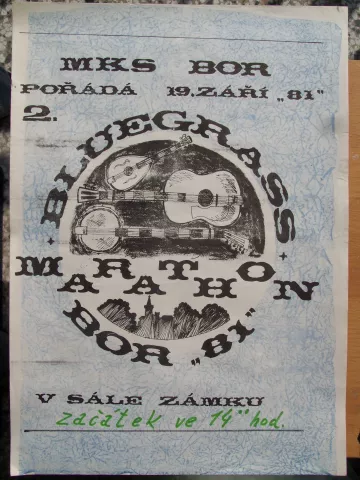 MKS BOR
POŘÁDÁ 19. ZÁŘÍ „81"
2.
BLUEGRASS
MARATHON
BOR „81"
V SÁLE ZÁMKU
začátek ve 14°° hod.